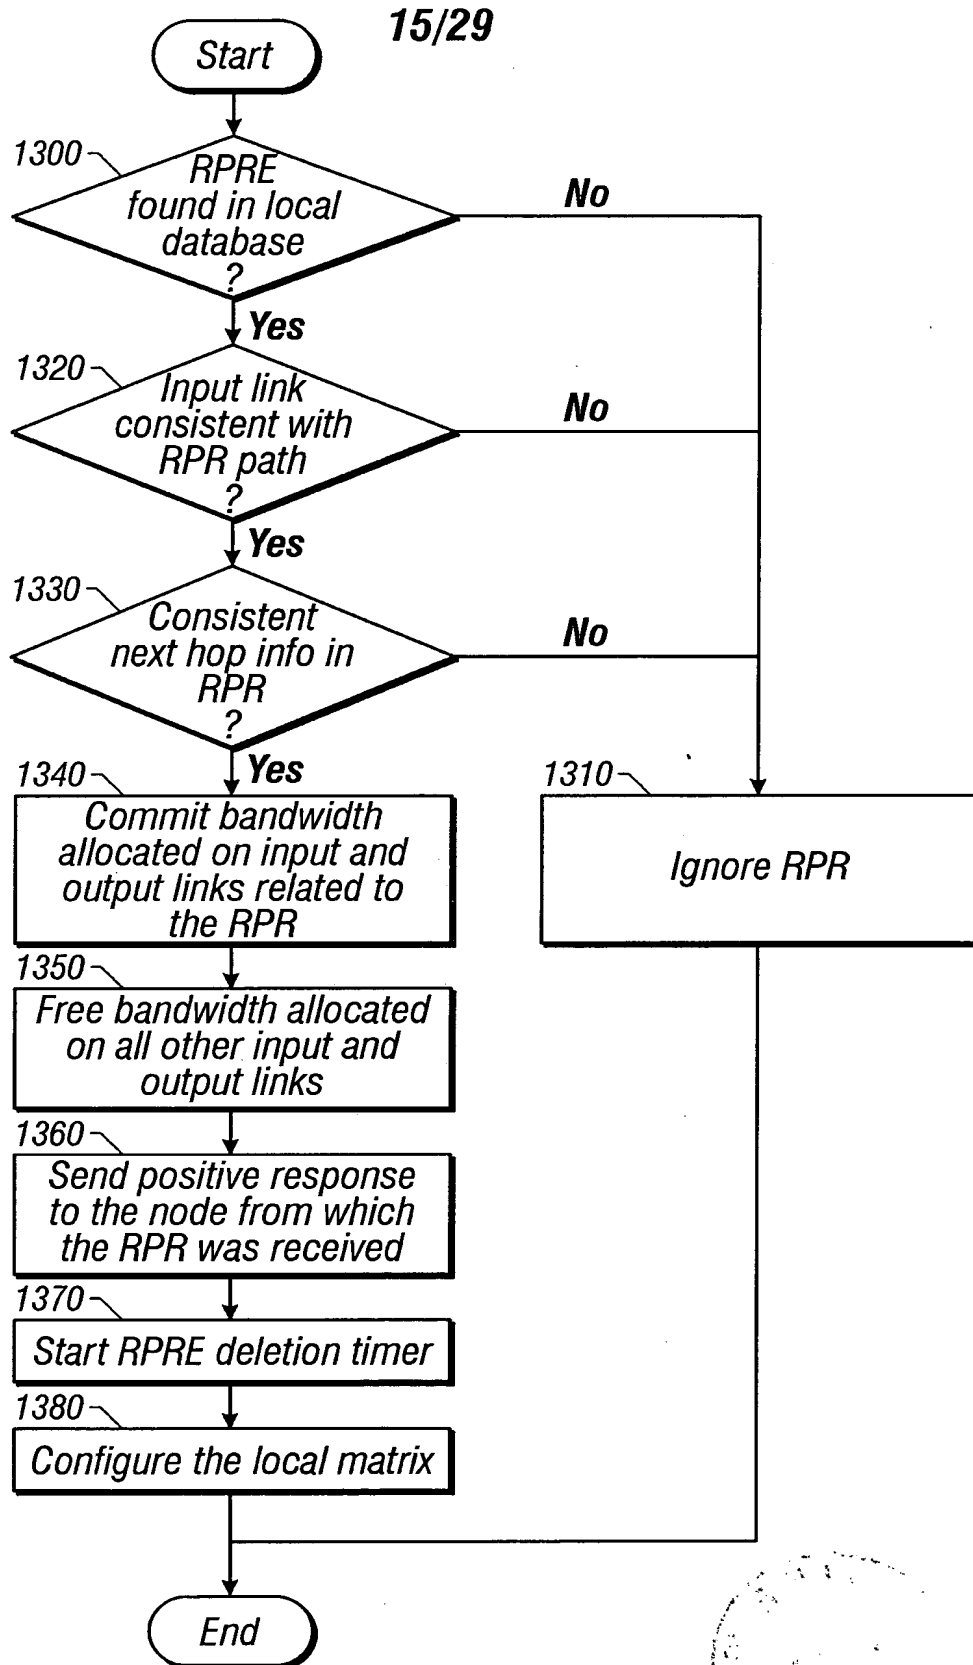 15/29
Start
1300
RPRE
found in local
database
?
No
Yes
1320
Input link
consistent with
RPR path
?
No
Yes
1330
Consistent
next hop info in
RPR
?
No
Yes
1340
Commit bandwidth
allocated on input and
output links related to
the RPR
1310
Ignore RPR
1350
Free bandwidth allocated
on all other input and
output links
1360
Send positive response
to the node from which
the RPR was received
1370
Start RPRE deletion timer
1380
Configure the local matrix
End